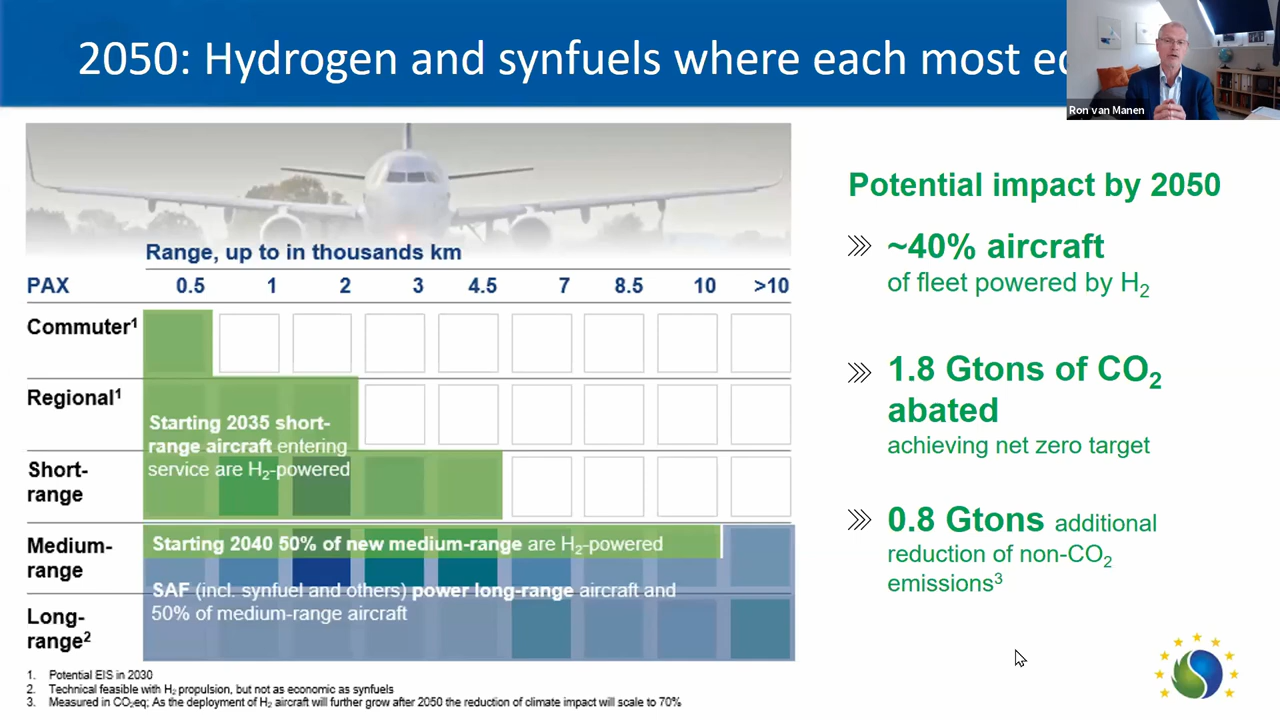 2050: Hydrogen and synfuels where each most
Ron van Manen
Potential impact by 2050
~40% aircraft
of fleet powered by H₂
1.8 Gtons of CO₂
abated
achieving net zero target
0.8 Gtons additional
reduction of non-CO₂
emissions³
Range, up to in thousands km
PAX 0.5 1 2 3 4.5 7 8.5 10 >10
Commuter¹
Regional¹
Starting 2035 short-
range aircraft entering
service are H₂-powered
Short-
range
Medium-
range
Starting 2040 50% of new medium-range are H₂-powered
SAF (incl. synfuel and others) power long-range aircraft and
50% of medium-range aircraft
Long-
range²
1. Potential EIS in 2030
2. Technical feasible with H₂ propulsion, but not as economic as synfuels
3. Measured in CO₂eq; As the deployment of H₂ aircraft will further grow after 2050 the reduction of climate impact will scale to 70%